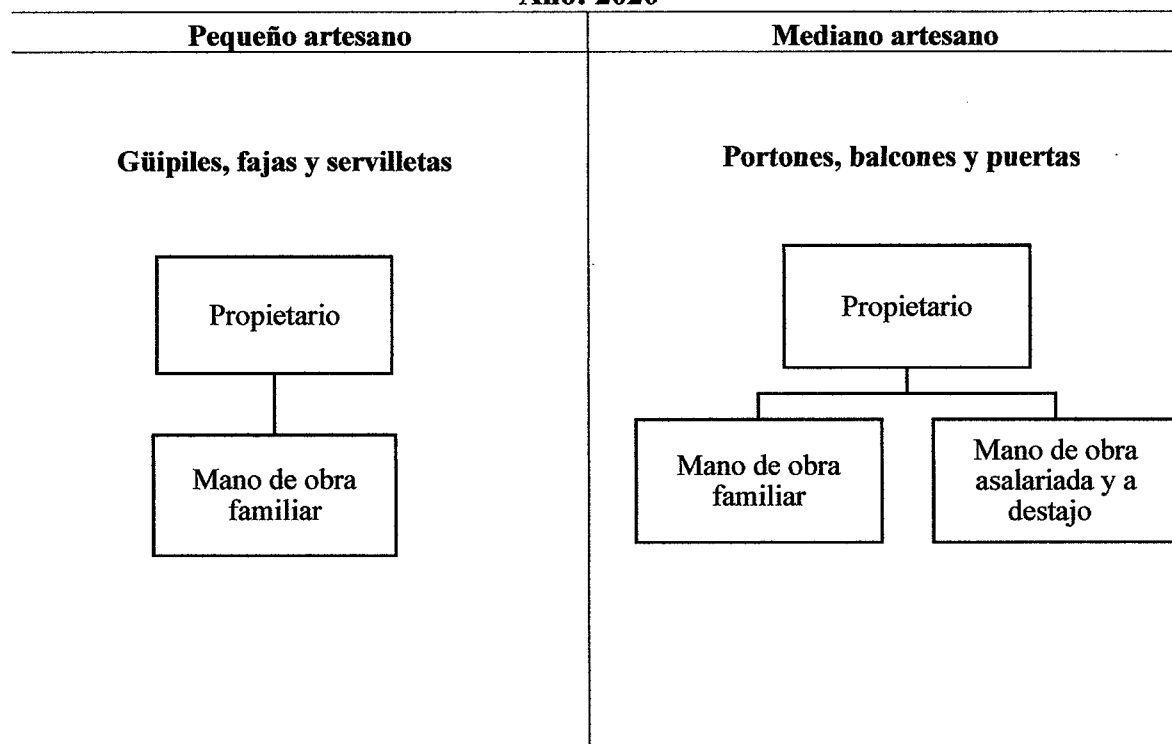 Pequeño artesano
Mediano artesano
Güipiles, fajas y servilletas
Portones, balcones y puertas
Propietario
Propietario
Mano de obra
familiar
Mano de obra
familiar
Mano de obra
asalariada y a
destajo